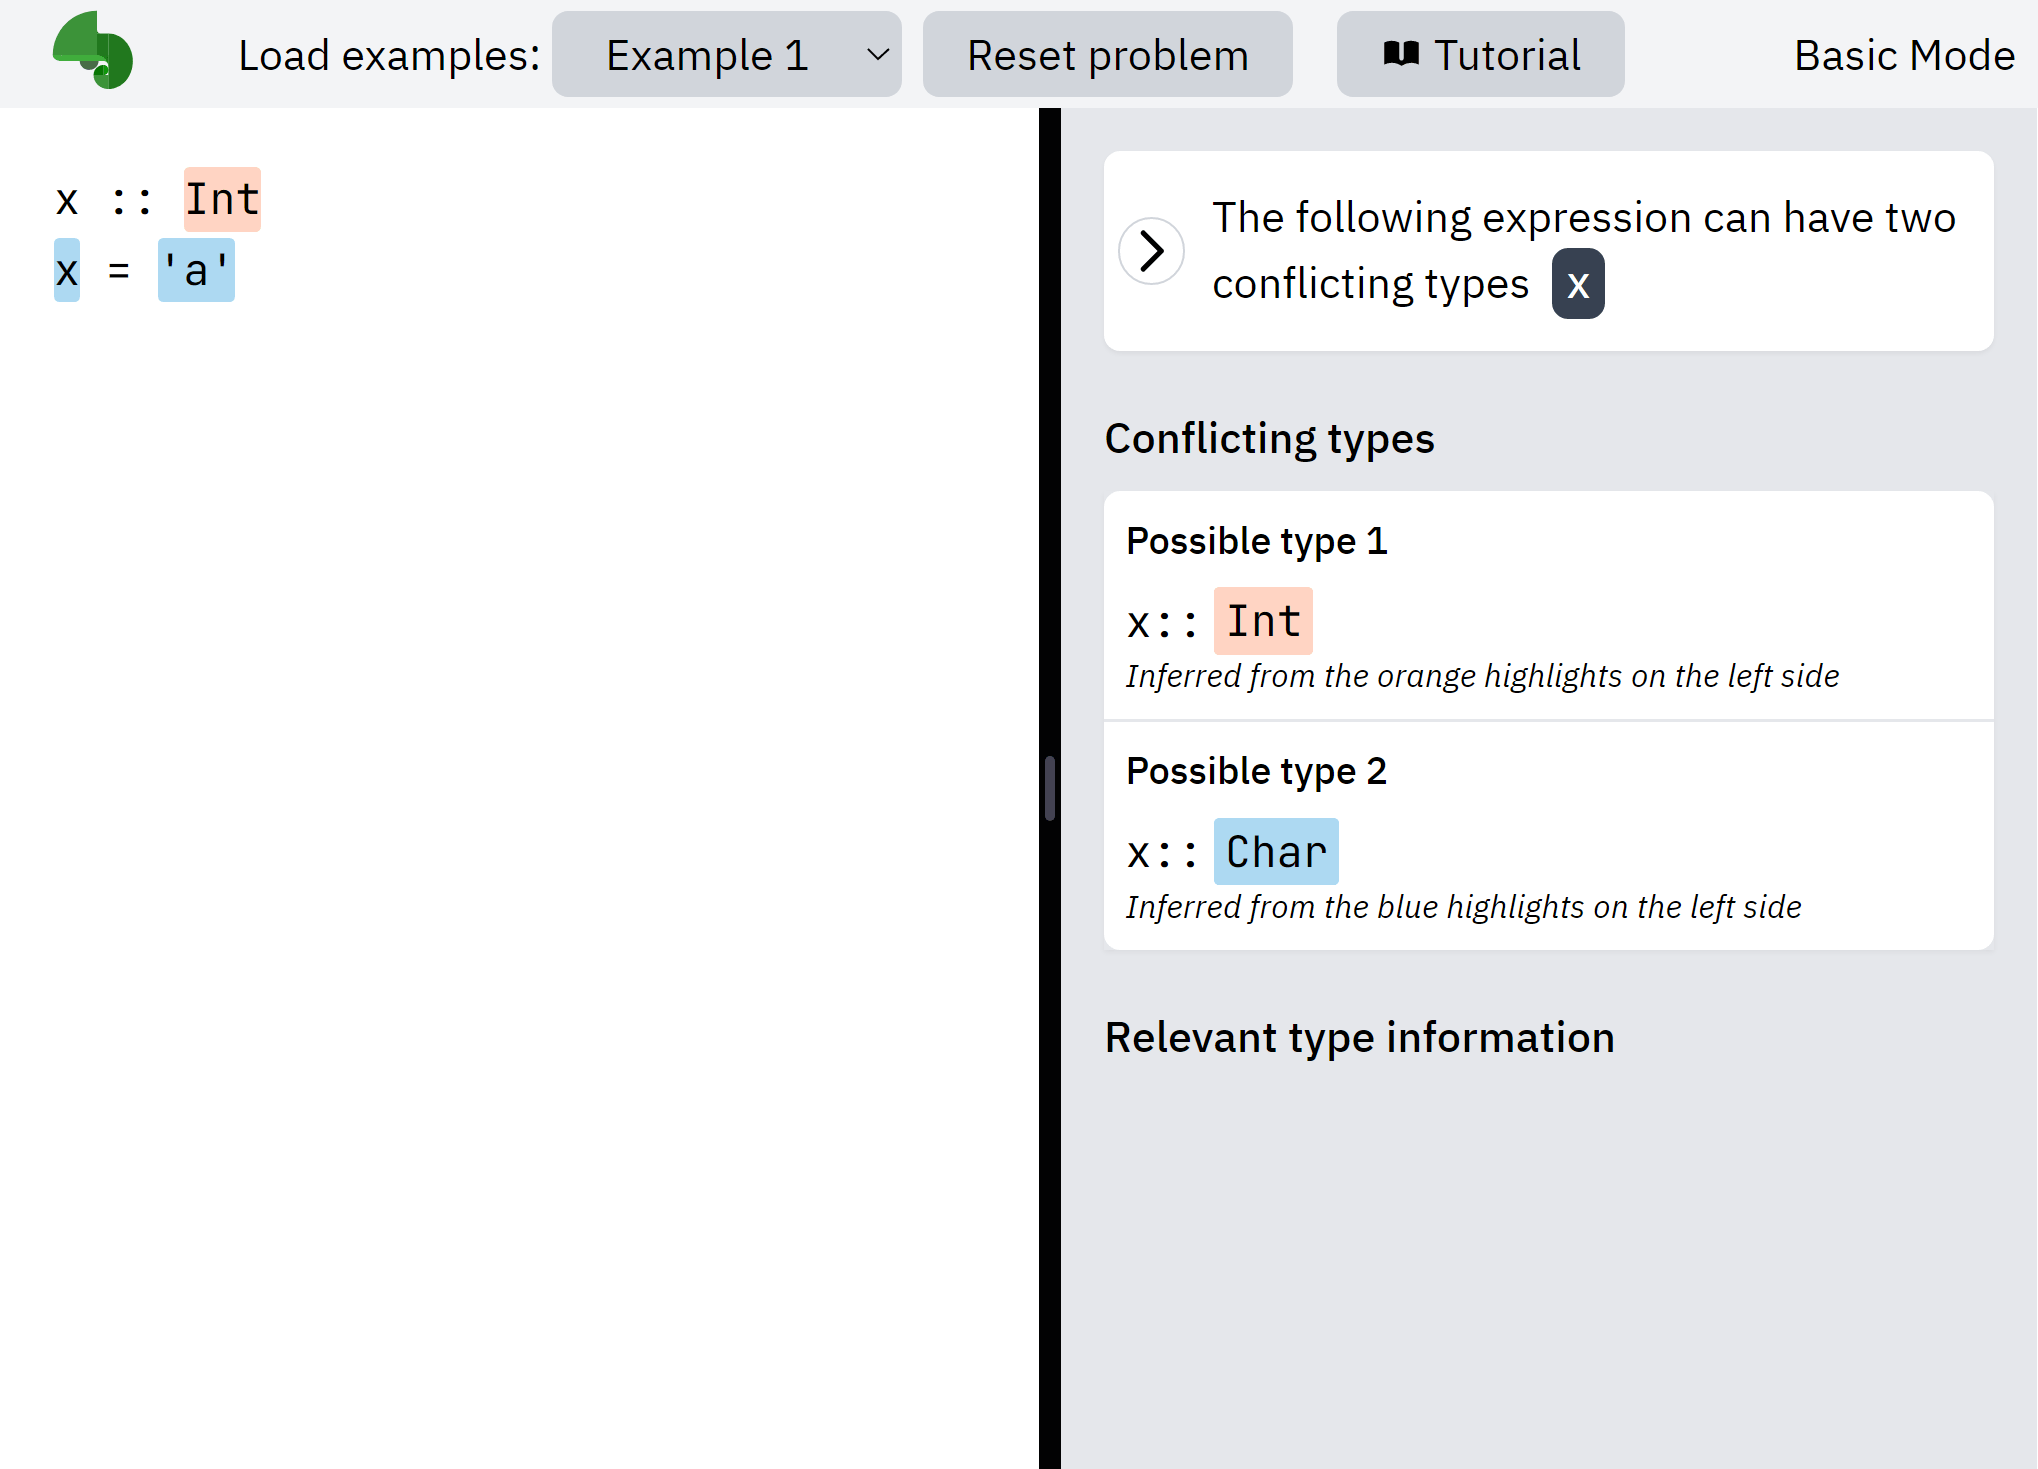 Load examples: Example 1 Reset problem Tutorial Basic Mode
x :: Int
x = 'a'
The following expression can have two
conflicting types x
Conflicting types
Possible type 1
x:: Int
Inferred from the orange highlights on the left side
Possible type 2
x:: Char
Inferred from the blue highlights on the left side
Relevant type information